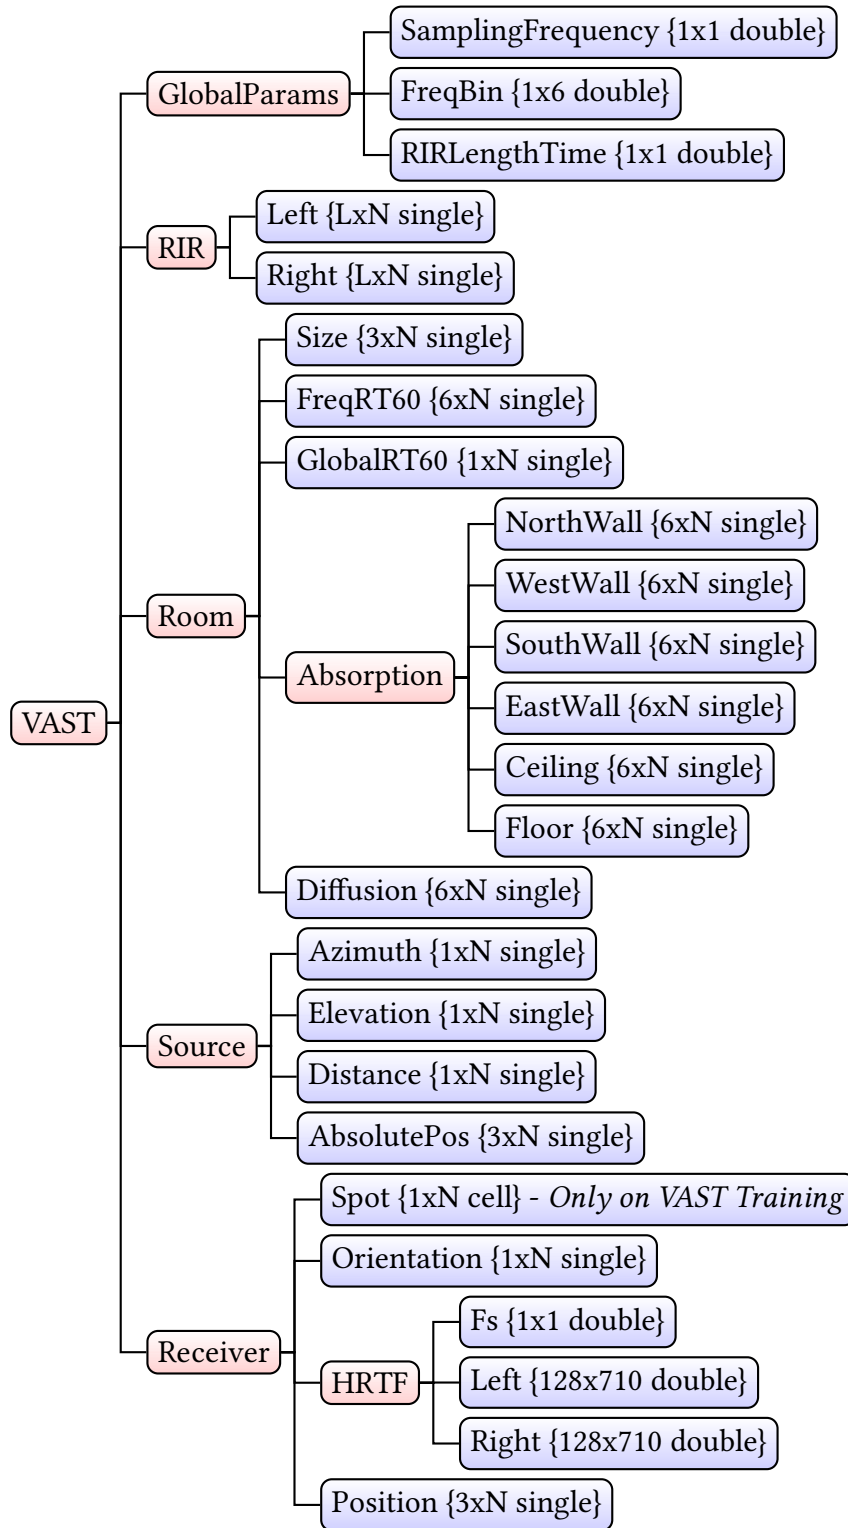 SamplingFrequency {1x1 double}
GlobalParams
FreqBin {1x6 double}
RIRLengthTime {1x1 double}
Left {LxN single}
RIR
Right {LxN single}
Size {3xN single}
FreqRT60 {6xN single}
GlobalRT60 {1xN single}
NorthWall {6xN single}
WestWall {6xN single}
Room
SouthWall {6xN single}
Absorption
EastWall {6xN single}
VAST
Ceiling {6xN single}
Floor {6xN single}
Diffusion {6xN single}
Azimuth {1xN single}
Elevation {1xN single}
Source
Distance {1xN single}
AbsolutePos {3xN single}
Spot {1xN cell} - Only on VAST Training
Orientation {1xN single}
Fs {1x1 double}
Receiver
HRTF
Left {128x710 double}
Right {128x710 double}
Position {3xN single}